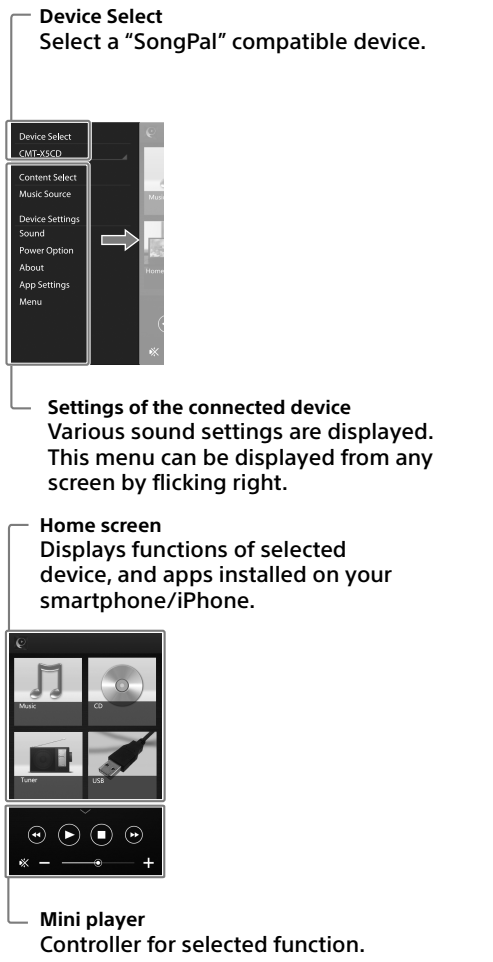 Device Select
Select a “SongPal” compatible device.
Device Select
CMT-X5CD
Content Select
Music Source
Device Settings
Sound
Power Option
About
App Settings
Menu
Settings of the connected device
Various sound settings are displayed.
This menu can be displayed from any
screen by flicking right.
Home screen
Displays functions of selected
device, and apps installed on your
smartphone/iPhone.
Music
CD
Tuner
USB
Mini player
Controller for selected function.